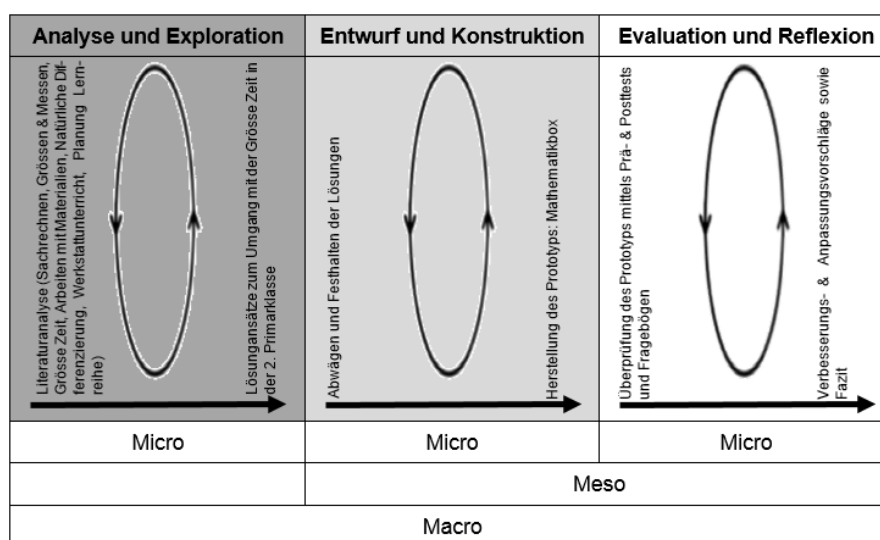 Analyse und Exploration
Entwurf und Konstruktion
Evaluation und Reflexion
Literaturanalyse (Sachrechnen, Grössen & Messen,
Grösse Zeit, Arbeiten mit Materialien, Natürliche Dif-
ferenzierung, Werkstattunterricht, Planung Lern-
reihe)
Lösungansätze zum Umgang mit der Grösse Zeit in
der 2. Primarklasse
Abwägen und Festhalten der Lösungen
Herstellung des Prototyps: Mathematikbox
Überprüfung des Prototyps mittels Prä- & Posttests
und Fragebögen
Verbesserungs- & Anpassungsvorschläge sowie
Fazit
Micro
Micro
Micro
Meso
Macro